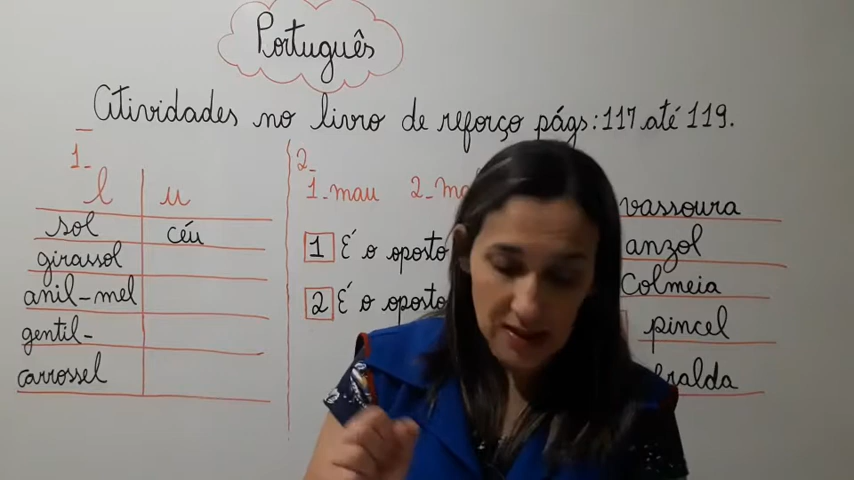 Português
Atividades no livro de reforço págs: 117 até 119.
1-
l u
sol céu
girassol
anil - mel
gentil -
carrossel
2-
1 - mau 2 -
1 É o oposto
2 É o oposto
vassoura
anzol
Colmeia
pincel